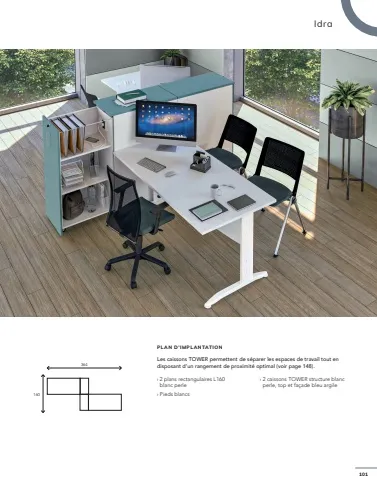 Idra
PLAN D'IMPLANTATION
Les caissons TOWER permettent de séparer les espaces de travail tout en
disposant d'un rangement de proximité optimal (voir page 148).
› 2 plans rectangulaires L160
blanc perle
› Pieds blancs
› 2 caissons TOWER structure blanc
perle, top et façade bleu argile
101